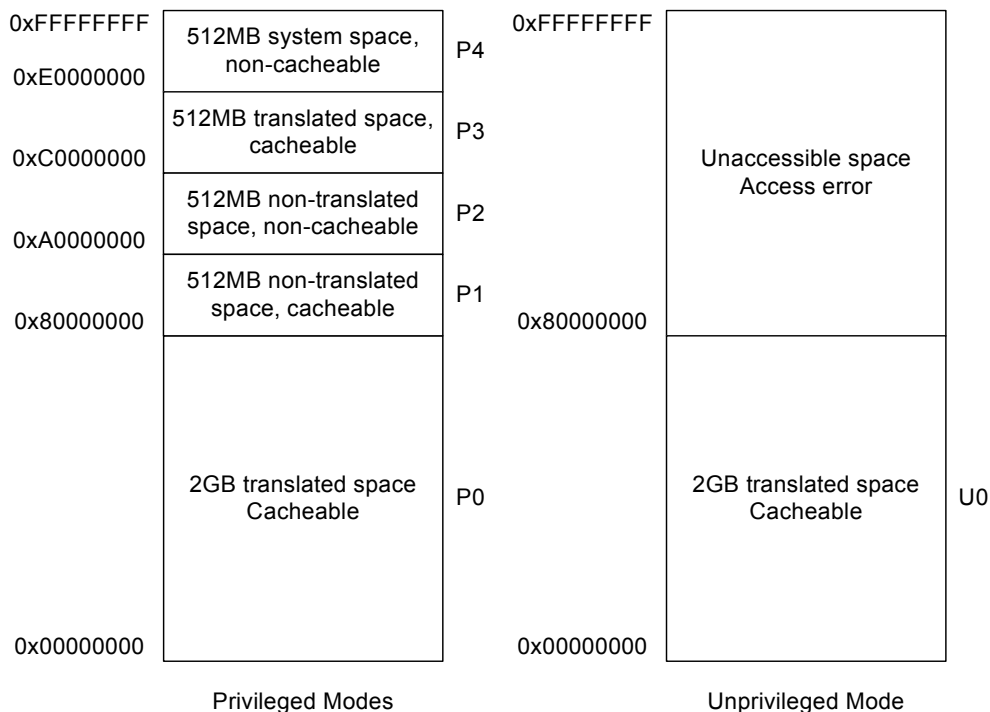 0xFFFFFFFF
512MB system space,
non-cacheable
P4
0xE0000000
512MB translated space,
cacheable
P3
0xC0000000
512MB non-translated
space, non-cacheable
P2
0xA0000000
512MB non-translated
space, cacheable
P1
0x80000000
2GB translated space
Cacheable
P0
0x00000000
Privileged Modes
0xFFFFFFFF
Unaccessible space
Access error
0x80000000
2GB translated space
Cacheable
U0
0x00000000
Unprivileged Mode